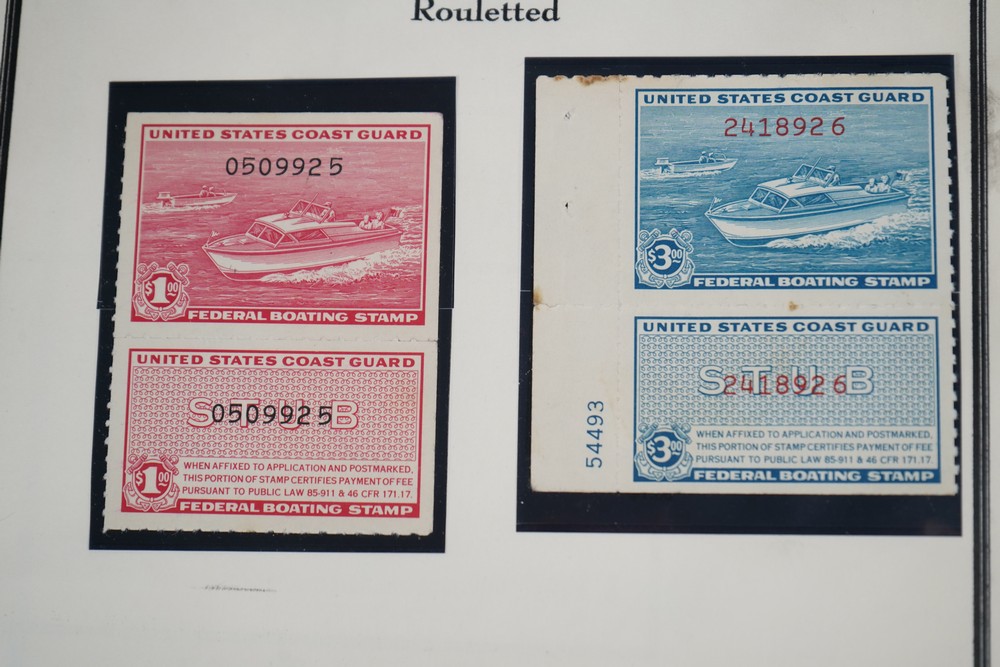 Rouletted
UNITED STATES COAST GUARD
0509925
$1.00
FEDERAL BOATING STAMP
UNITED STATES COAST GUARD
STUB
0509925
$1.00
WHEN AFFIXED TO APPLICATION AND POSTMARKED,
THIS PORTION OF STAMP CERTIFIES PAYMENT OF FEE
PURSUANT TO PUBLIC LAW 85-911 & 46 CFR 171.17.
FEDERAL BOATING STAMP
UNITED STATES COAST GUARD
2418926
$3.00
FEDERAL BOATING STAMP
54493
UNITED STATES COAST GUARD
STUB
2418926
$3.00
WHEN AFFIXED TO APPLICATION AND POSTMARKED,
THIS PORTION OF STAMP CERTIFIES PAYMENT OF FEE
PURSUANT TO PUBLIC LAW 85-911 & 46 CFR 171.17.
FEDERAL BOATING STAMP